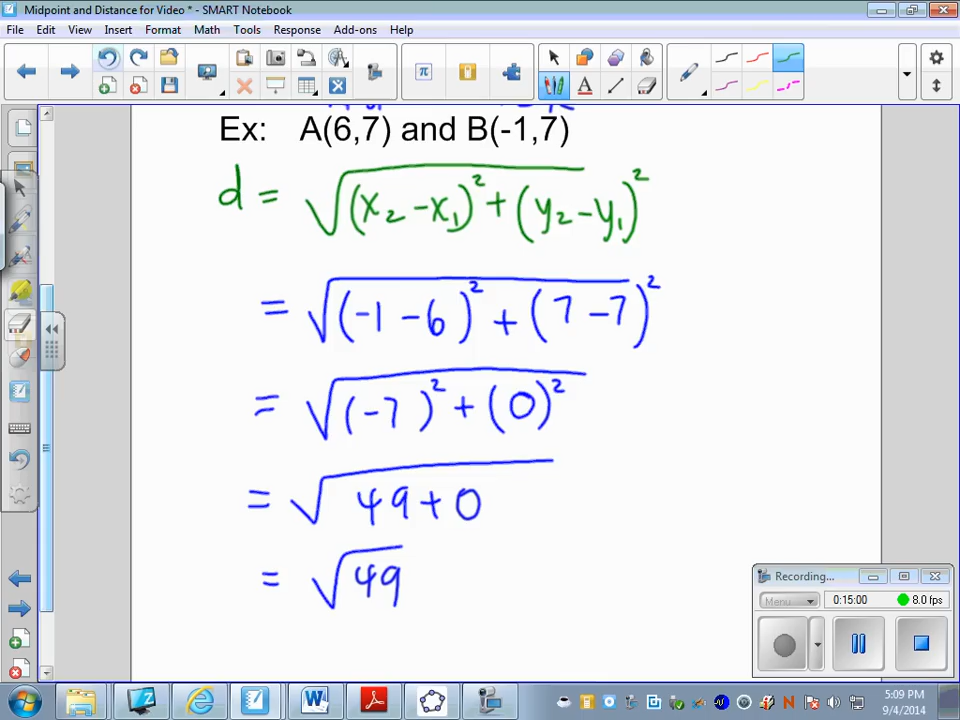 Midpoint and Distance for Video * - SMART Notebook
File Edit View Insert Format Math Tools Response Add-ons Help
Ex: A(6,7) and B(-1,7)
d = √(x₂ -x₁)² + (y₂ -y₁)²
= √(-1 -6)² + (7 -7)²
= √(-7)² + (0)²
= √49+0
= √49
Recording...
Menu
0:15:00
8.0 fps
5:09 PM
9/4/2014